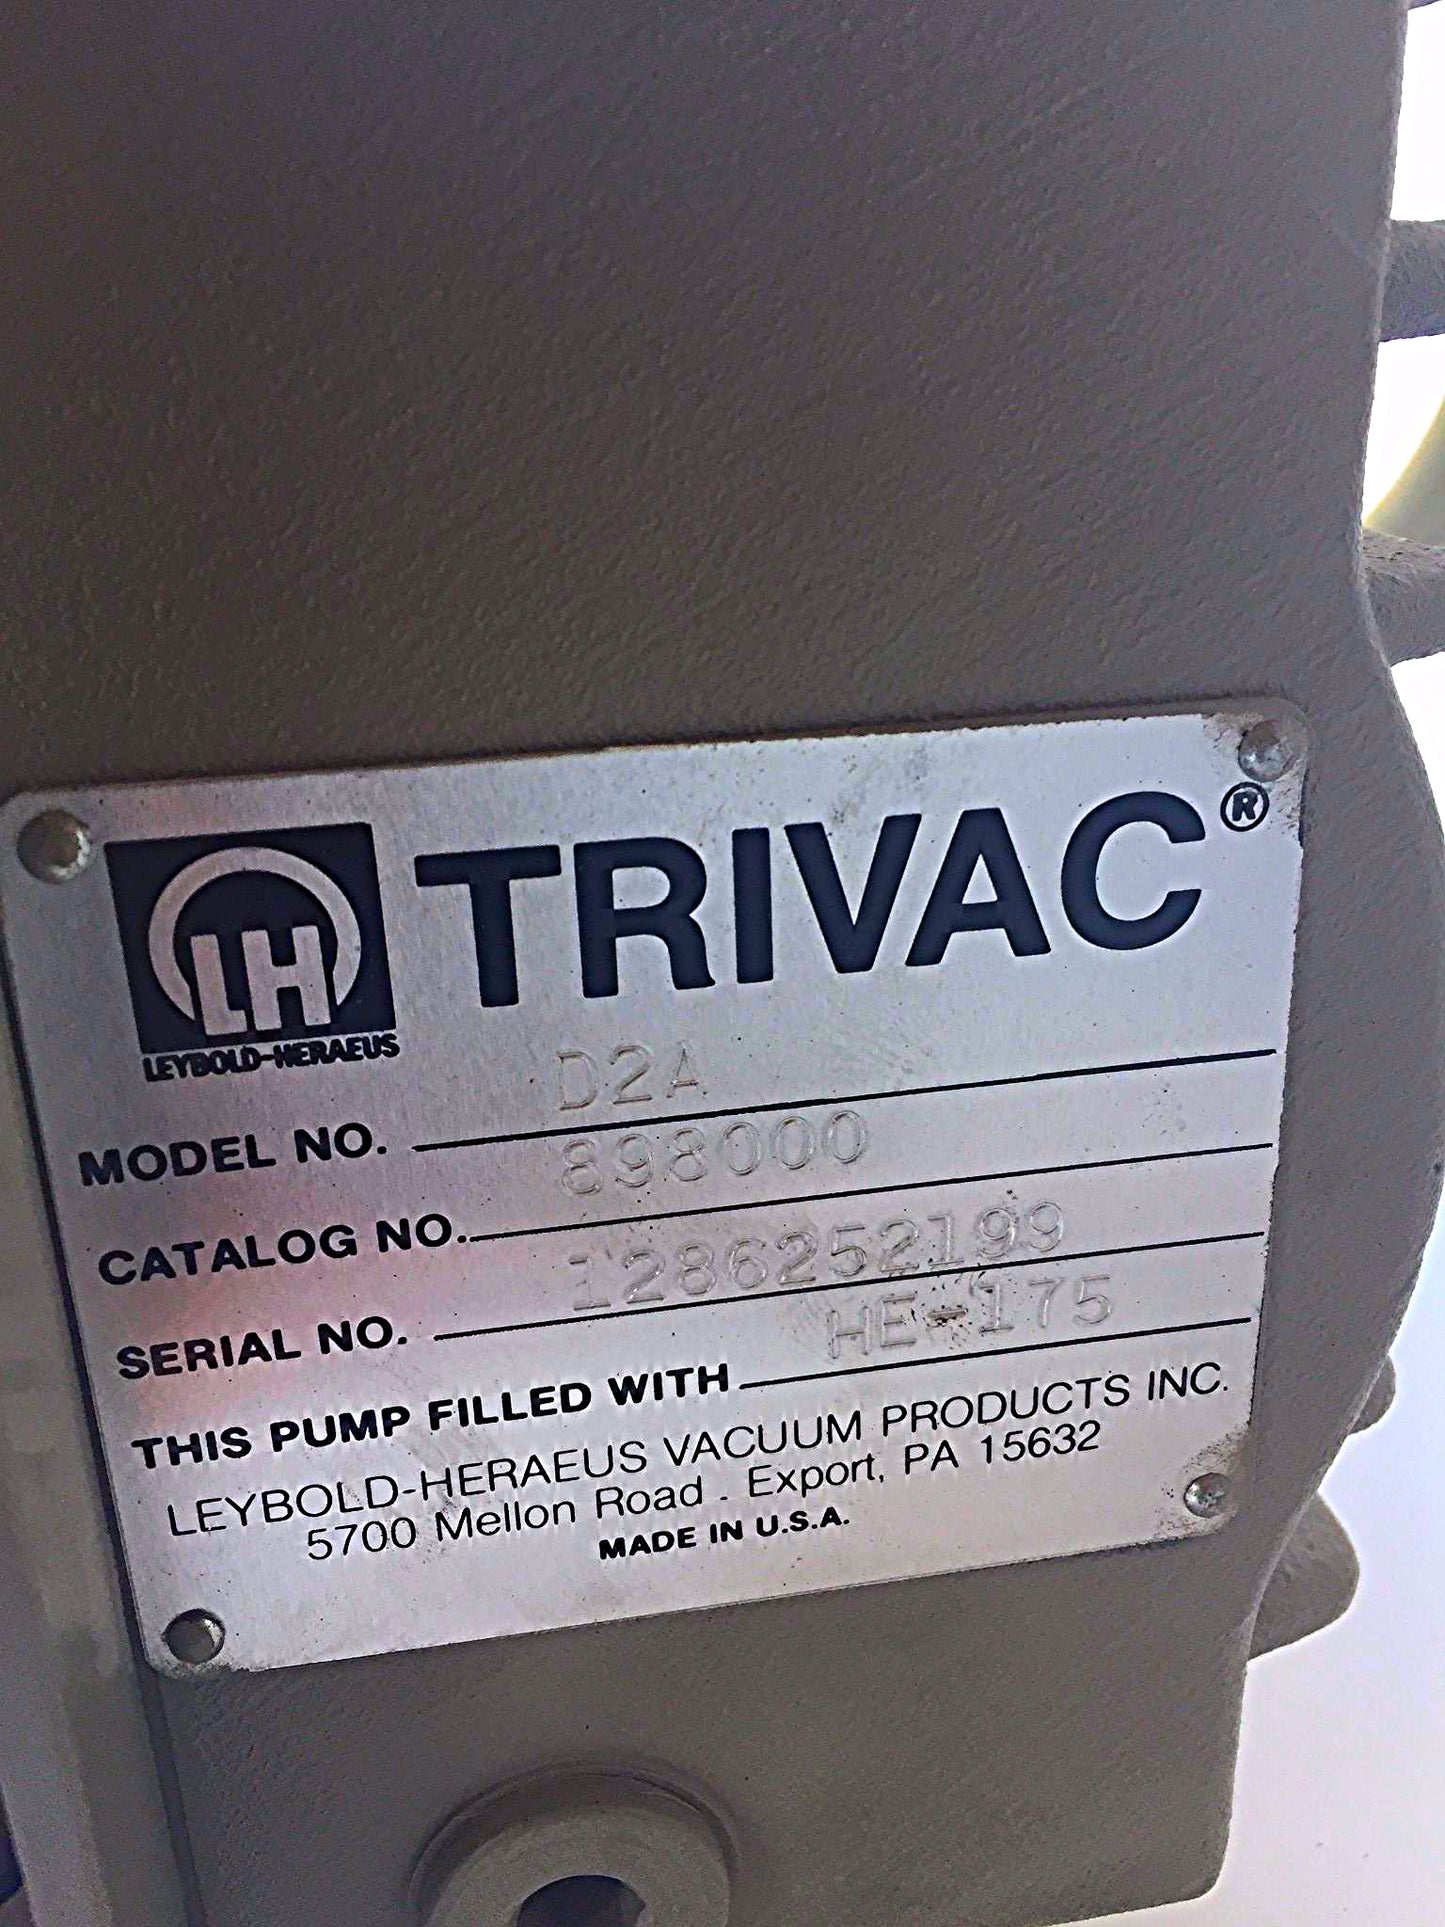 TRIVAC®
LH
LEYBOLD-HERAEUS
MODEL NO. D2A
CATALOG NO. 898000
SERIAL NO. 1286252199
THIS PUMP FILLED WITH HE-175
LEYBOLD-HERAEUS VACUUM PRODUCTS INC.
5700 Mellon Road . Export, PA 15632
MADE IN U.S.A.